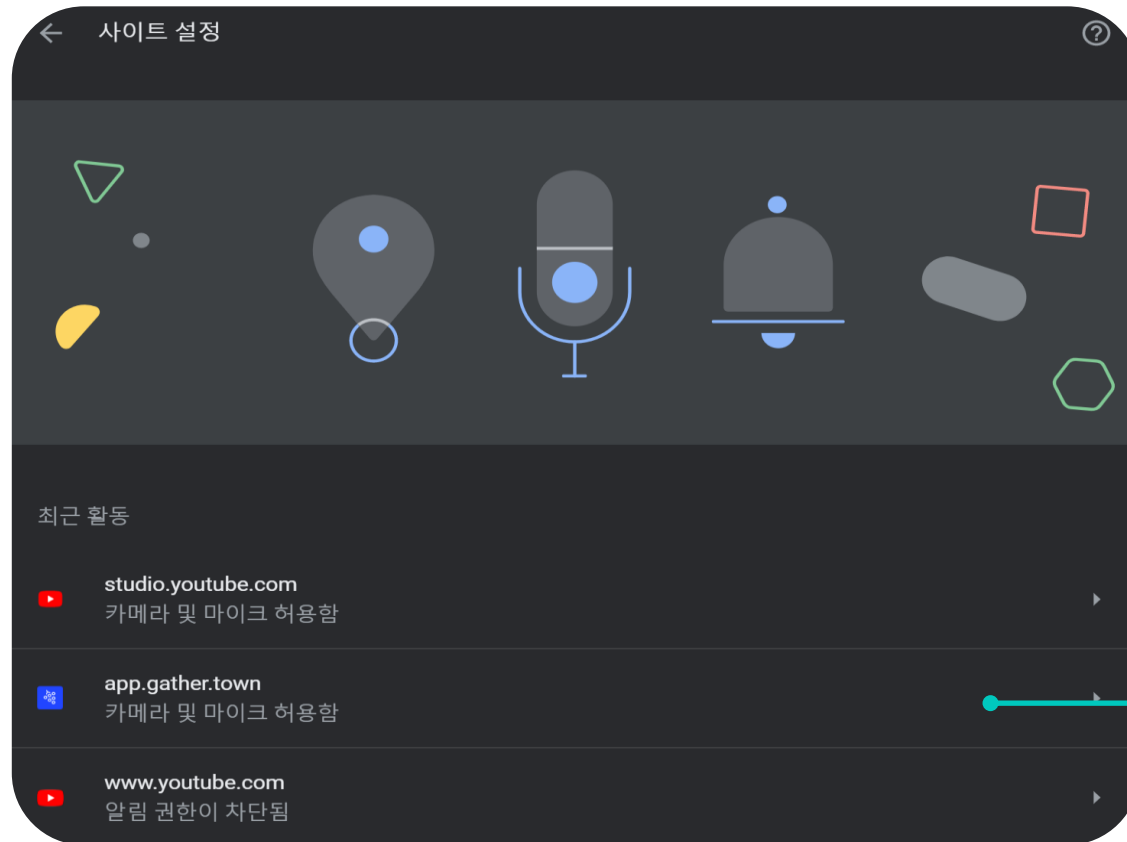 사이트 설정
최근 활동
studio.youtube.com
카메라 및 마이크 허용함
app.gather.town
카메라 및 마이크 허용함
www.youtube.com
알림 권한이 차단됨